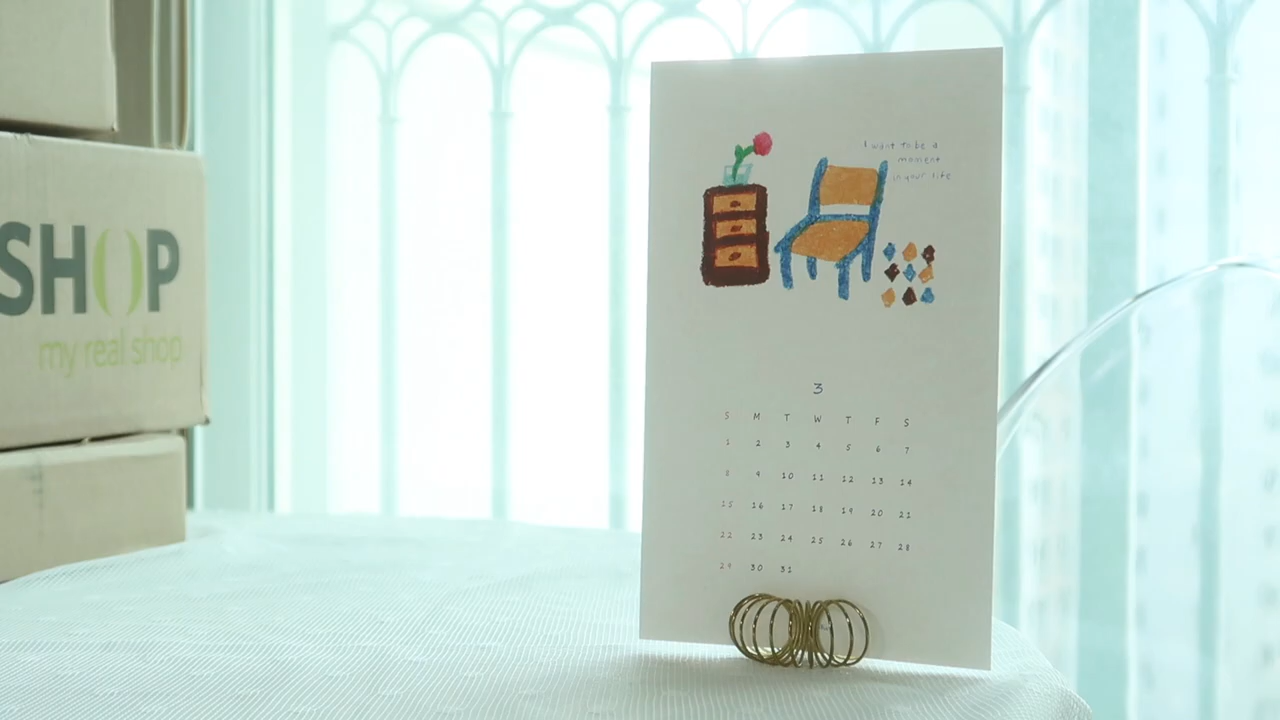 SHOP
my real shop
I want to be a
moment
in your life
3
S M T W T F S
1 2 3 4 5 6 7
8 9 10 11 12 13 14
15 16 17 18 19 20 21
22 23 24 25 26 27 28
29 30 31